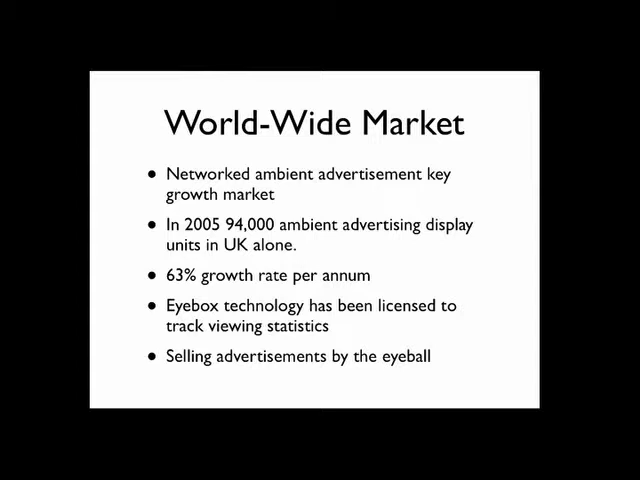 World-Wide Market
• Networked ambient advertisement key
growth market
• In 2005 94,000 ambient advertising display
units in UK alone.
• 63% growth rate per annum
• Eyebox technology has been licensed to
track viewing statistics
• Selling advertisements by the eyeball